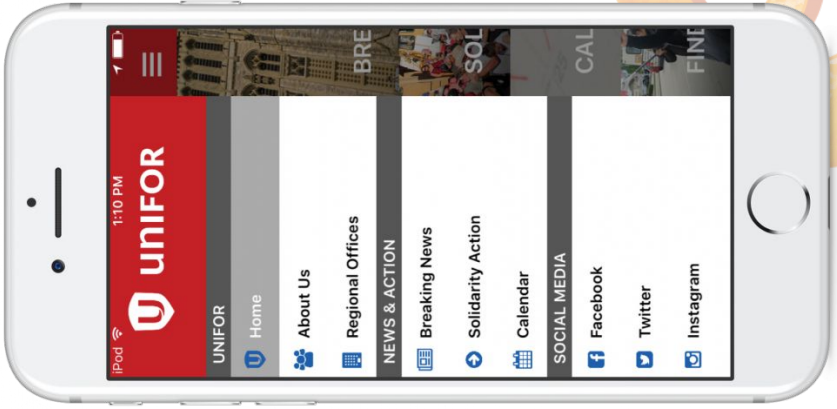 iPod 1:10 PM
UNIFOR
UNIFOR
Home
About Us
Regional Offices
NEWS & ACTION
Breaking News
Solidarity Action
Calendar
SOCIAL MEDIA
Facebook
Twitter
Instagram
BRE
SOL
CAL
FIND